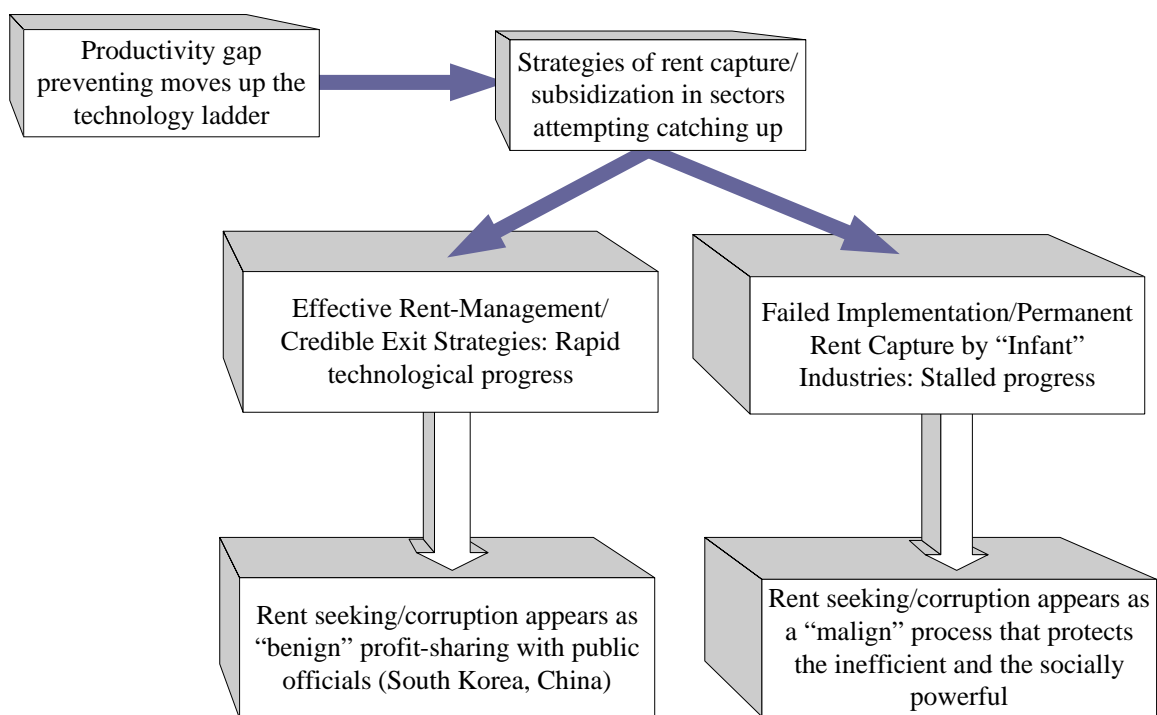 Productivity gap
preventing moves up the
technology ladder
Strategies of rent capture/
subsidization in sectors
attempting catching up
Effective Rent-Management/
Credible Exit Strategies: Rapid
technological progress
Failed Implementation/Permanent
Rent Capture by “Infant”
Industries: Stalled progress
Rent seeking/corruption appears as
“benign” profit-sharing with public
officials (South Korea, China)
Rent seeking/corruption appears as
a “malign” process that protects
the inefficient and the socially
powerful